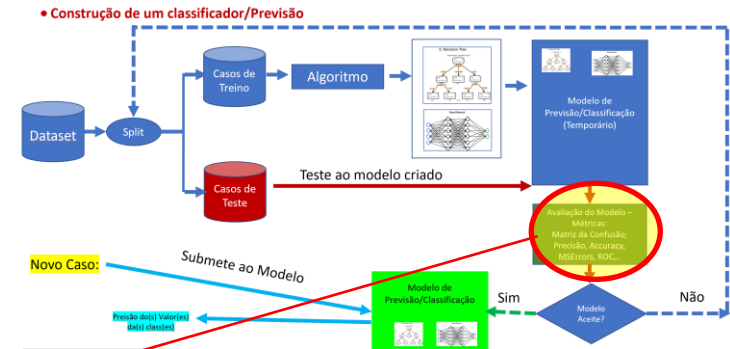 • Construção de um classificador/Previsão
Casos de
Treino
Algoritmo
Dataset
Split
Modelo de
Previsão/Classificação
(Temporário)
Casos de
Teste
Teste ao modelo criado
Avaliação do Modelo –
Métricas:
Matriz da Confusão;
Precisão, Accuracy,
MSErrors, ROC,..
Novo Caso:
Submete ao Modelo
Modelo de
Previsão/Classificação
Sim
Modelo
Aceite?
Não
Preisão do(s) Valor(es)
da(s) class(es)